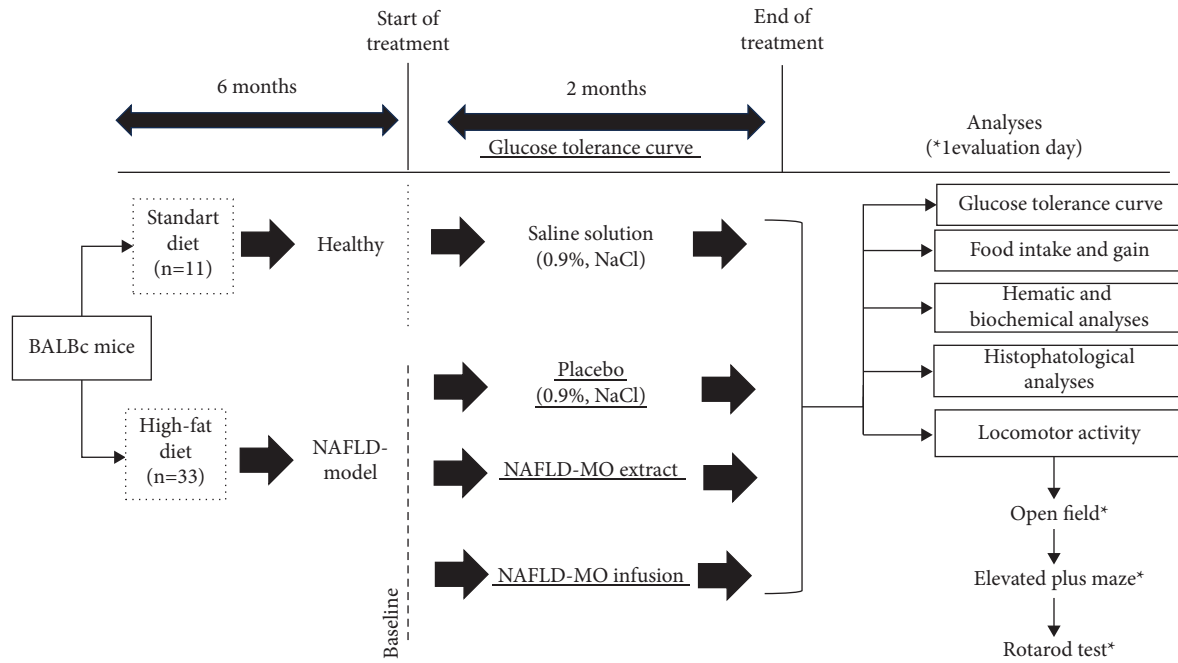 Start of
treatment
End of
treatment
6 months
2 months
Glucose tolerance curve
Analyses
(*1evaluation day)
BALBc mice
Standart
diet
(n=11)
Healthy
Saline solution
(0.9%, NaCl)
High-fat
diet
(n=33)
NAFLD-
model
Baseline
Placebo
(0.9%, NaCl)
NAFLD-MO extract
NAFLD-MO infusion
Glucose tolerance curve
Food intake and gain
Hematic and
biochemical analyses
Histophatological
analyses
Locomotor activity
Open field*
Elevated plus maze*
Rotarod test*